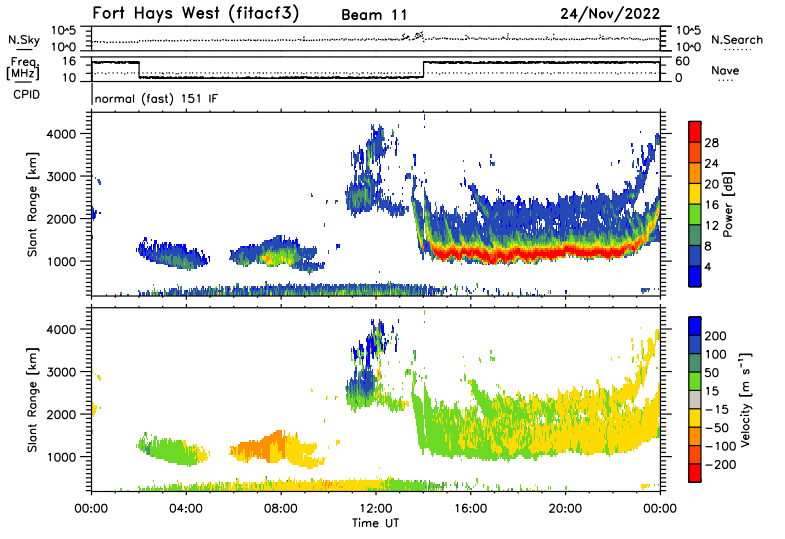 Fort Hays West (fitacf3) Beam 11 24/Nov/2022
N.Sky 10^5 10^0 10^5 10^0 N.Search
Freq. [MHz] 16 10 60 0 Nave
CPID normal (fast) 151 IF
Slant Range [km] 4000 3000 2000 1000
28 24 20 16 12 8 4 Power [dB]
Slant Range [km] 4000 3000 2000 1000
200 100 50 15 −15 −50 −100 −200 Velocity [m s⁻¹]
00:00 04:00 08:00 12:00 16:00 20:00 00:00
Time UT